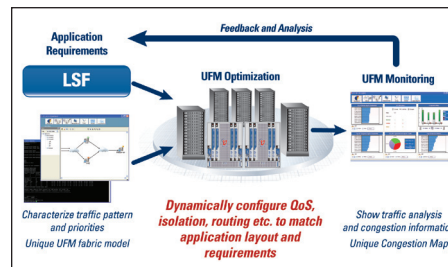 Feedback and Analysis
Application
Requirements
LSF
UFM Optimization
UFM Monitoring
Characterize traffic pattern
and priorities
Unique UFM fabric model
Dynamically configure QoS,
isolation, routing etc. to match
application layout and
requirements
Show traffic analysis
and congestion information
Unique Congestion Map